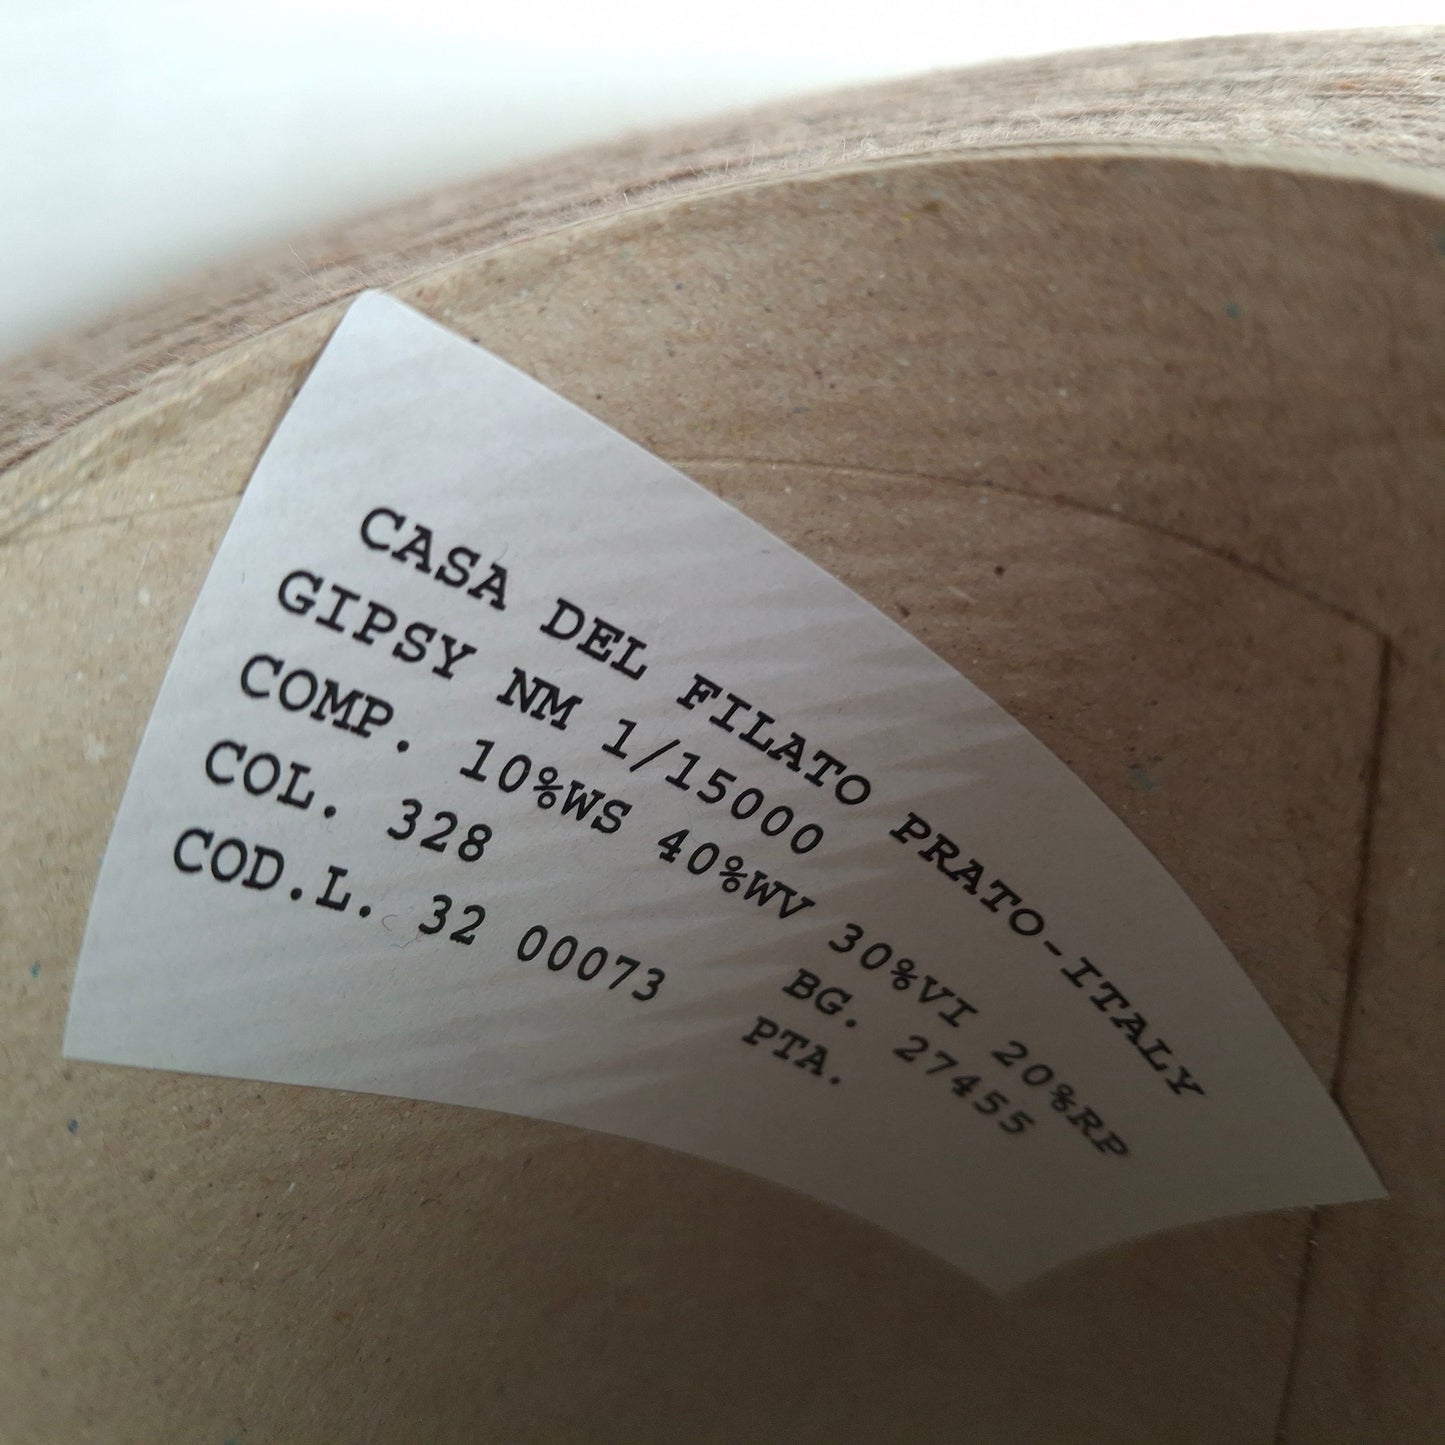 CASA DEL FILATO PRATO-ITALY
GIPSY NM 1/15000
COMP. 10%WS 40%WV 30%VI 20%RP
COL. 328 BG. 27455
COD.L. 32 00073 PTA.